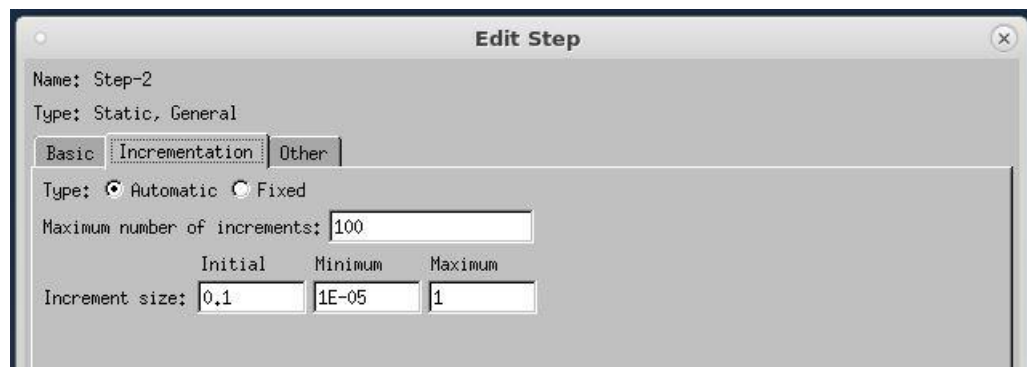 Edit Step
Name: Step-2
Type: Static, General
Basic Incrementation Other
Type: Automatic Fixed
Maximum number of increments: 100
Initial Minimum Maximum
Increment size: 0.1 1E-05 1